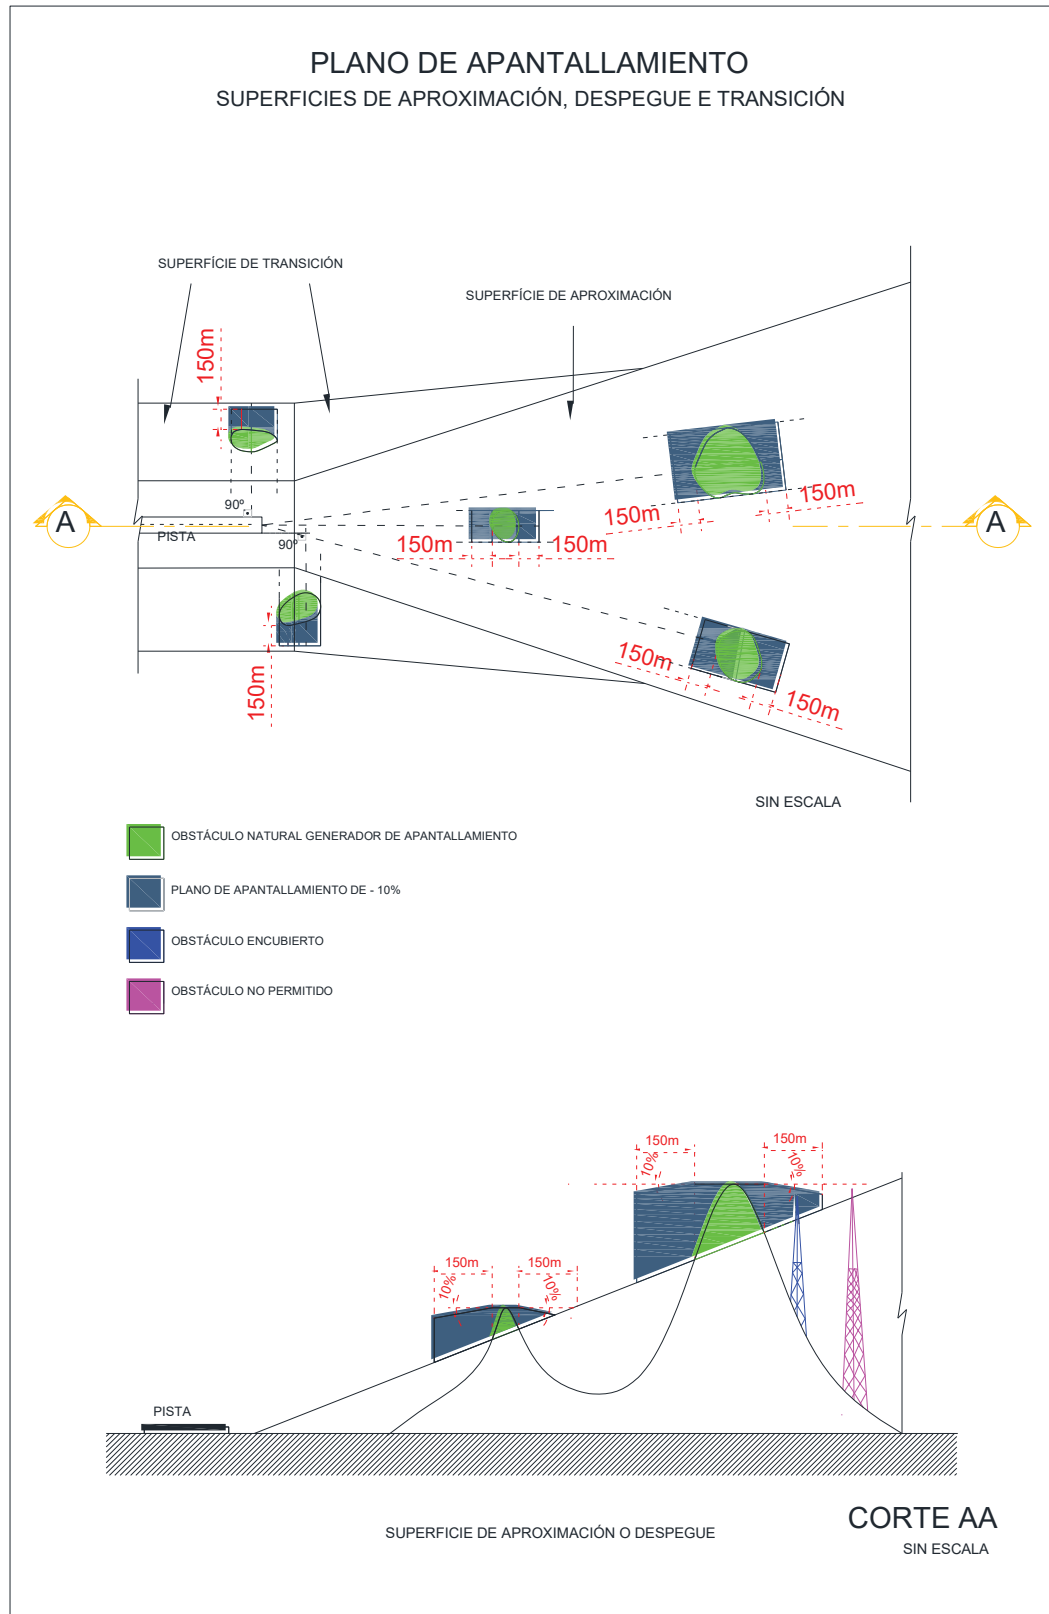 PLANO DE APANTALLAMIENTO
SUPERFICIES DE APROXIMACIÓN, DESPEGUE E TRANSICIÓN
SUPERFÍCIE DE TRANSICIÓN
SUPERFÍCIE DE APROXIMACIÓN
150m
90º
A
PISTA
90º
150m
150m
150m
150m
A
150m
150m
150m
SIN ESCALA
OBSTÁCULO NATURAL GENERADOR DE APANTALLAMIENTO
PLANO DE APANTALLAMIENTO DE - 10%
OBSTÁCULO ENCUBIERTO
OBSTÁCULO NO PERMITIDO
150m
150m
10%
10%
150m
150m
10%
10%
PISTA
SUPERFICIE DE APROXIMACIÓN O DESPEGUE
CORTE AA
SIN ESCALA